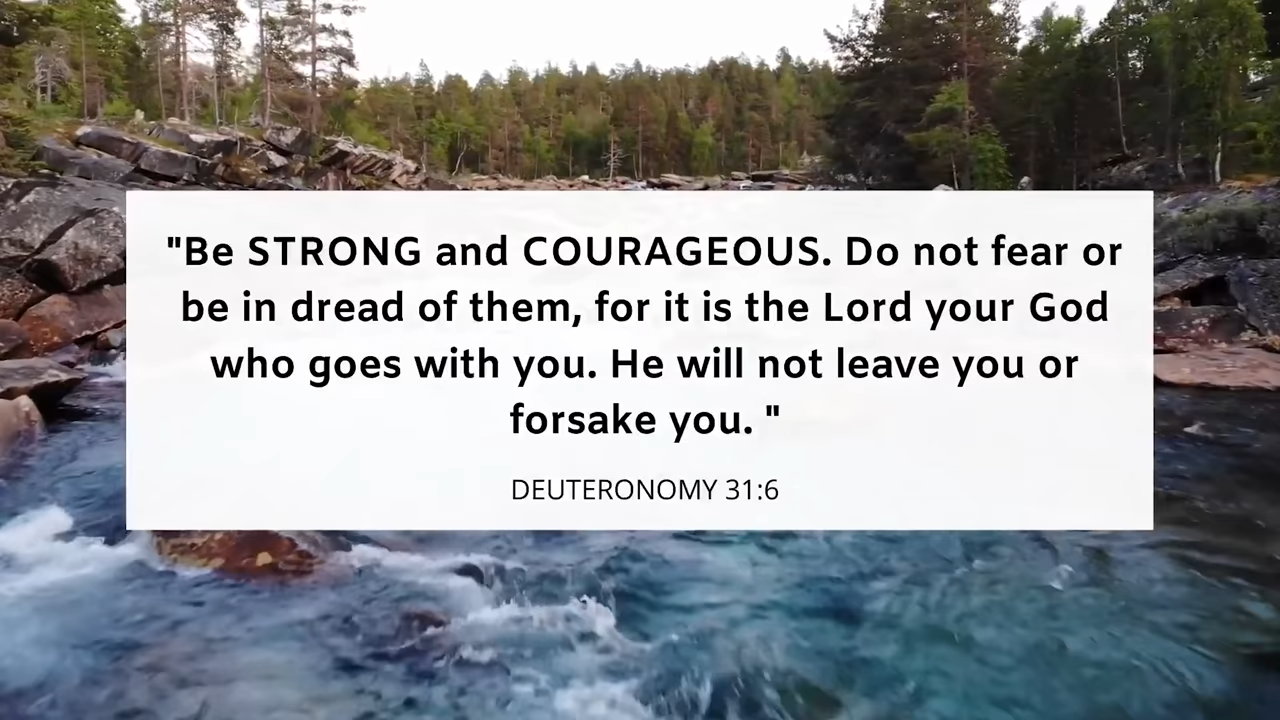 "Be STRONG and COURAGEOUS. Do not fear or
be in dread of them, for it is the Lord your God
who goes with you. He will not leave you or
forsake you. "
DEUTERONOMY 31:6